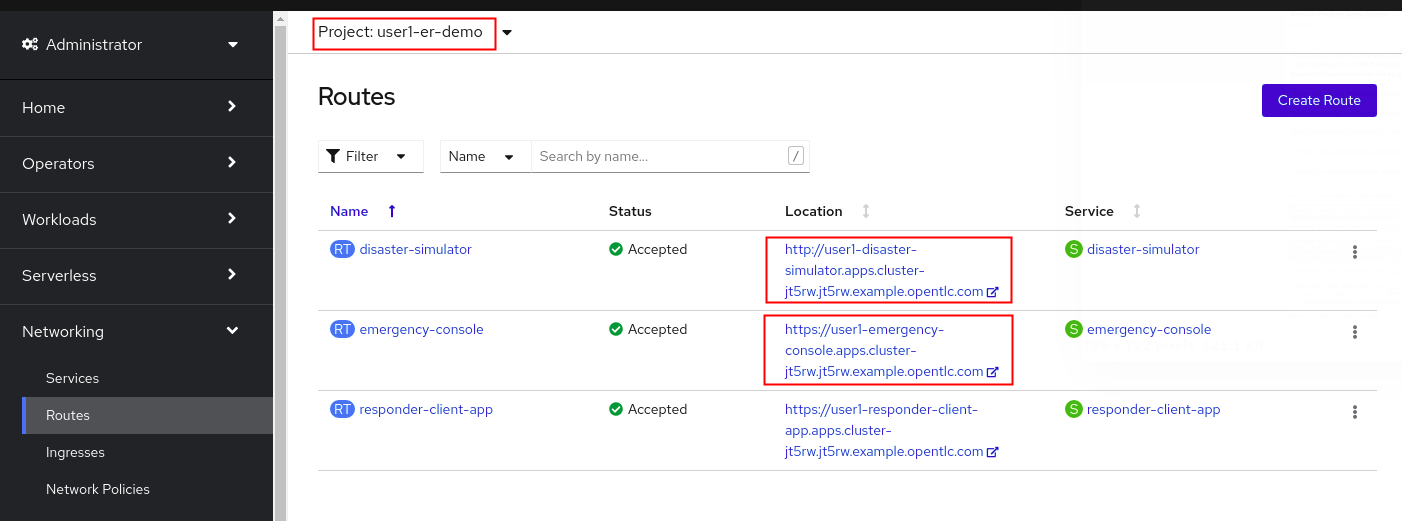 Administrator
Project: user1-er-demo
Home
Routes
Create Route
Operators
Filter
Name
Search by name...
/
Workloads
Name
Status
Location
Service
Serverless
RT disaster-simulator
Accepted
http://user1-disaster-
simulator.apps.cluster-
jt5rw.jt5rw.example.opentlc.com
S disaster-simulator
Networking
RT emergency-console
Accepted
https://user1-emergency-
console.apps.cluster-
jt5rw.jt5rw.example.opentlc.com
S emergency-console
Services
Routes
RT responder-client-app
Accepted
https://user1-responder-client-
app.apps.cluster-
jt5rw.jt5rw.example.opentlc.com
S responder-client-app
Ingresses
Network Policies